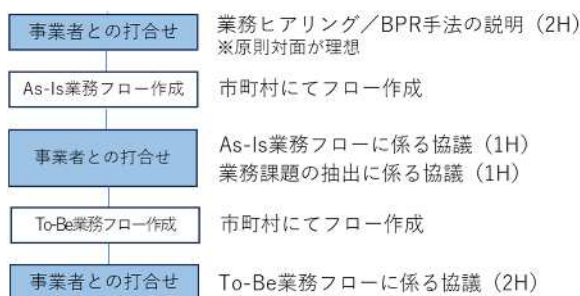 事業者との打合せ
業務ヒアリング／BPR手法の説明（2H）
※原則対面が理想
As-Is業務フロー作成
市町村にてフロー作成
事業者との打合せ
As-Is業務フローに係る協議（1H）
業務課題の抽出に係る協議（1H）
To-Be業務フロー作成
市町村にてフロー作成
事業者との打合せ
To-Be業務フローに係る協議（2H）